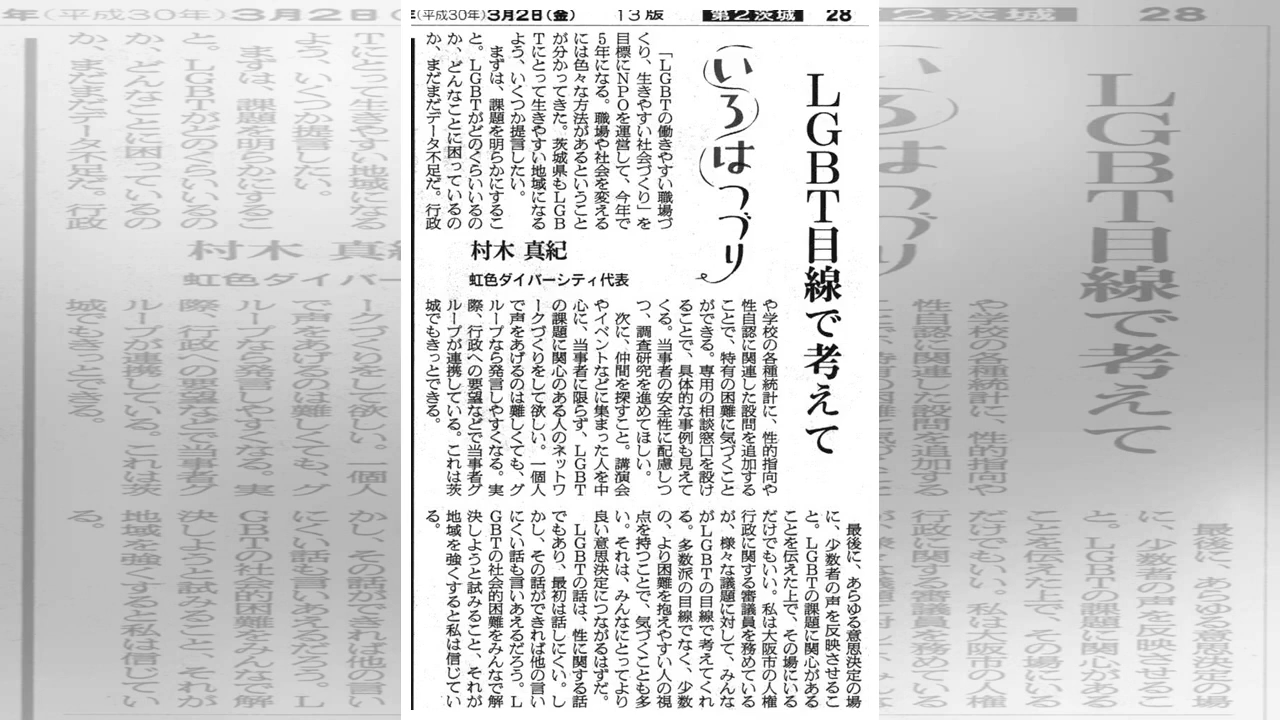 年(平成30年)3月2日(金)
13版
第2茨城
28
LGBT目線で考えて
いろはつづり
村木 真紀
虹色ダイバーシティ代表
「LGBTの働きやすい職場づ
くり、生きやすい社会づくり」を
目標にNPOを運営して、今年で
5年になる。職場や社会を変える
には色々な方法があるということ
が分かってきた。茨城県もLGB
Tにとって生きやすい地域になる
よう、いくつか提言したい。
まずは、課題を明らかにするこ
と。LGBTがどのくらいいるの
か、どんなことに困っているの
か、まだまだデータ不足だ。行政
や学校の各種統計に、性的指向や
性自認に関連した設問を追加する
ことで、特有の困難に気づくこと
ができる。専用の相談窓口を設け
ることで、具体的な事例も見えて
くる。当事者の安全性に配慮しつ
つ、調査研究を進めてほしい。
次に、仲間を探すこと。講演会
やイベントなどに集まった人を中
心に、当事者に限らず、LGBT
の課題に関心のある人のネットワ
ークづくりをして欲しい。一個人
で声をあげるのは難しくても、グ
ループなら発言しやすくなる。実
際、行政への要望などで当事者グ
ループが連携している。これは茨
城でもきっとできる。
最後に、あらゆる意思決定の場
に、少数者の声を反映させるこ
と。LGBTの課題に関心がある
ことを伝えた上で、その場にいる
だけでもいい。私は大阪市の人権
行政に関する審議員を務めている
が、様々な議題に対して、みんな
がLGBTの目線で考えてくれ
る。多数派の目線でなく、少数
の、より困難を抱えやすい人の視
点を持つことで、気づくことも多
い。それは、みんなにとってより
良い意思決定につながるはずだ。
LGBTの話は、性に関する話
でもあり、最初は話しにくい。し
かし、その話ができれば他の言い
にくい話も言いあえるだろう。L
GBTの社会的困難をみんなで解
決しようと試みること、それが
地域を強くすると私は信じてい
る。